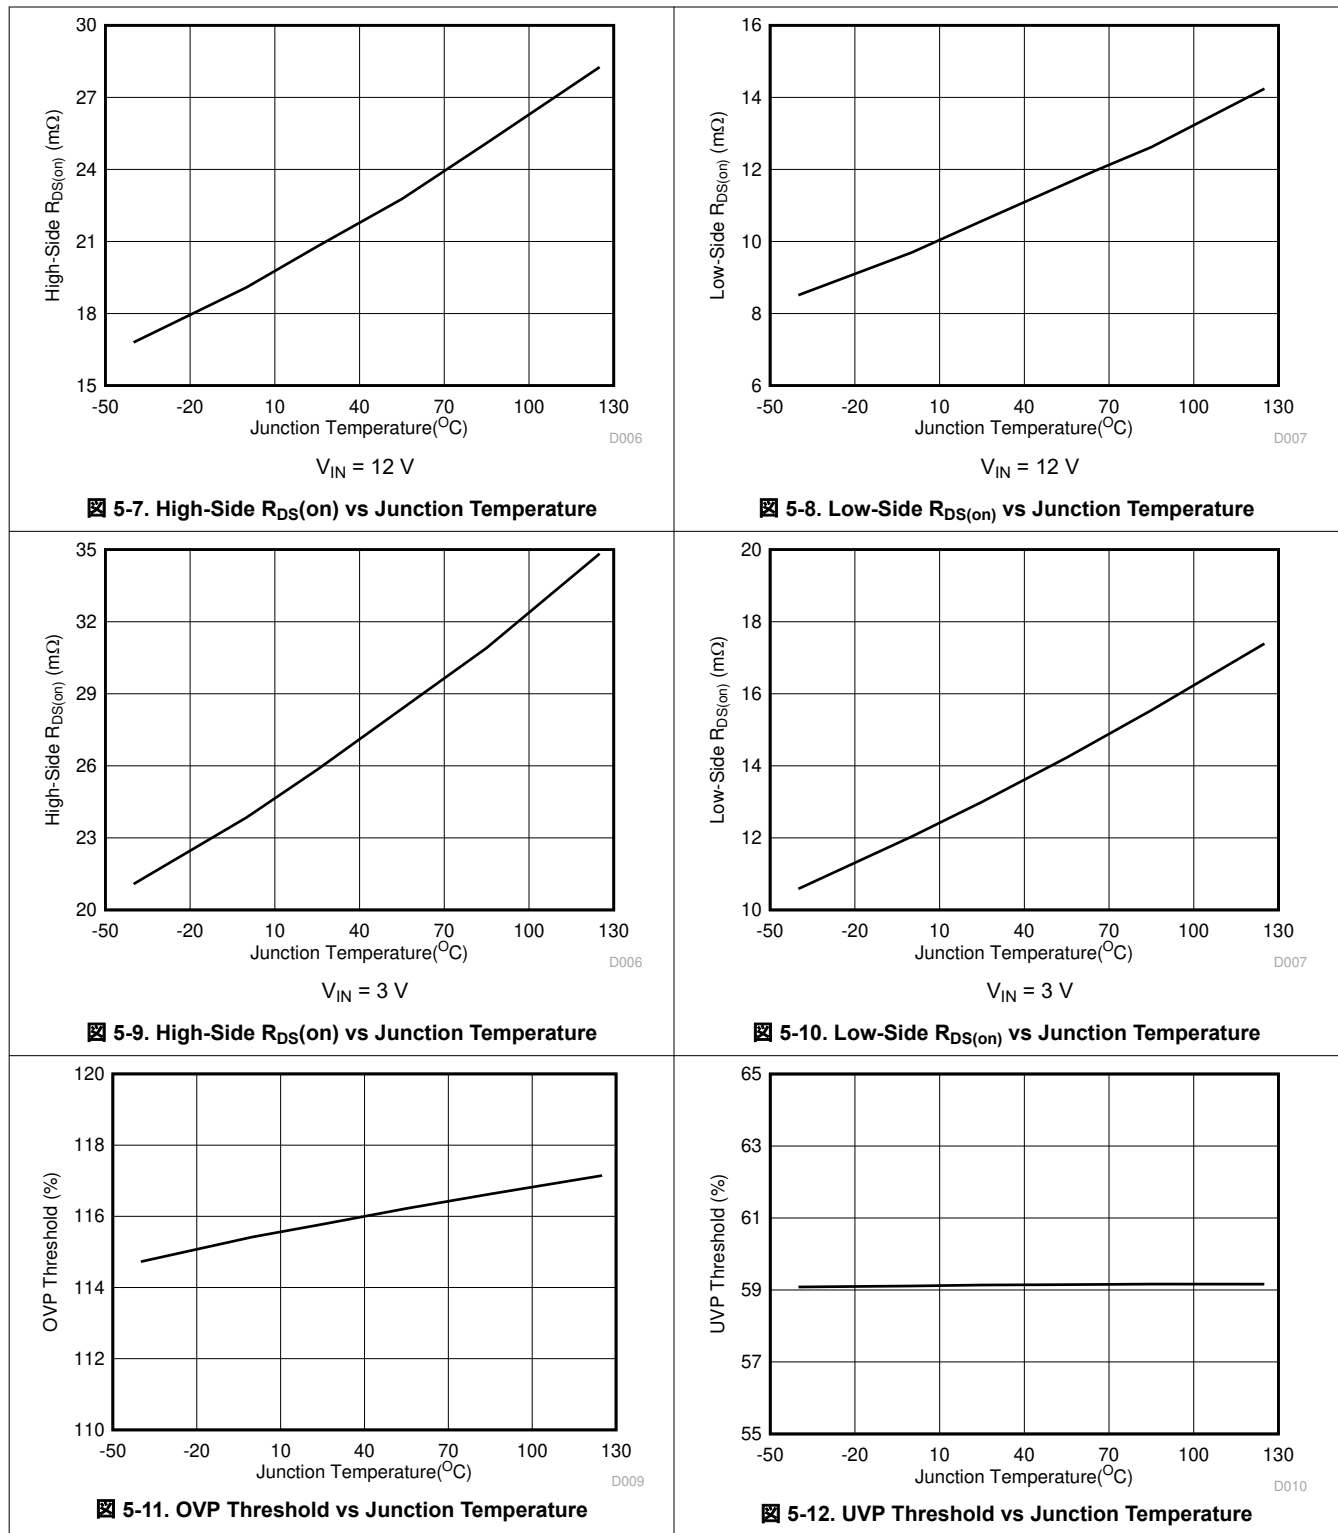 30
27
24
21
18
15
High-Side RDS(on) (mΩ)
-50 -20 10 40 70 100 130
Junction Temperature(OC)
D006
VIN = 12 V
図 5-7. High-Side RDS(on) vs Junction Temperature
16
14
12
10
8
6
Low-Side RDS(on) (mΩ)
-50 -20 10 40 70 100 130
Junction Temperature(OC)
D007
VIN = 12 V
図 5-8. Low-Side RDS(on) vs Junction Temperature
35
32
29
26
23
20
High-Side RDS(on) (mΩ)
-50 -20 10 40 70 100 130
Junction Temperature(OC)
D006
VIN = 3 V
図 5-9. High-Side RDS(on) vs Junction Temperature
20
18
16
14
12
10
Low-Side RDS(on) (mΩ)
-50 -20 10 40 70 100 130
Junction Temperature(OC)
D007
VIN = 3 V
図 5-10. Low-Side RDS(on) vs Junction Temperature
120
118
116
114
112
110
OVP Threshold (%)
-50 -20 10 40 70 100 130
Junction Temperature(OC)
D009
図 5-11. OVP Threshold vs Junction Temperature
65
63
61
59
57
55
UVP Threshold (%)
-50 -20 10 40 70 100 130
Junction Temperature(OC)
D010
図 5-12. UVP Threshold vs Junction Temperature